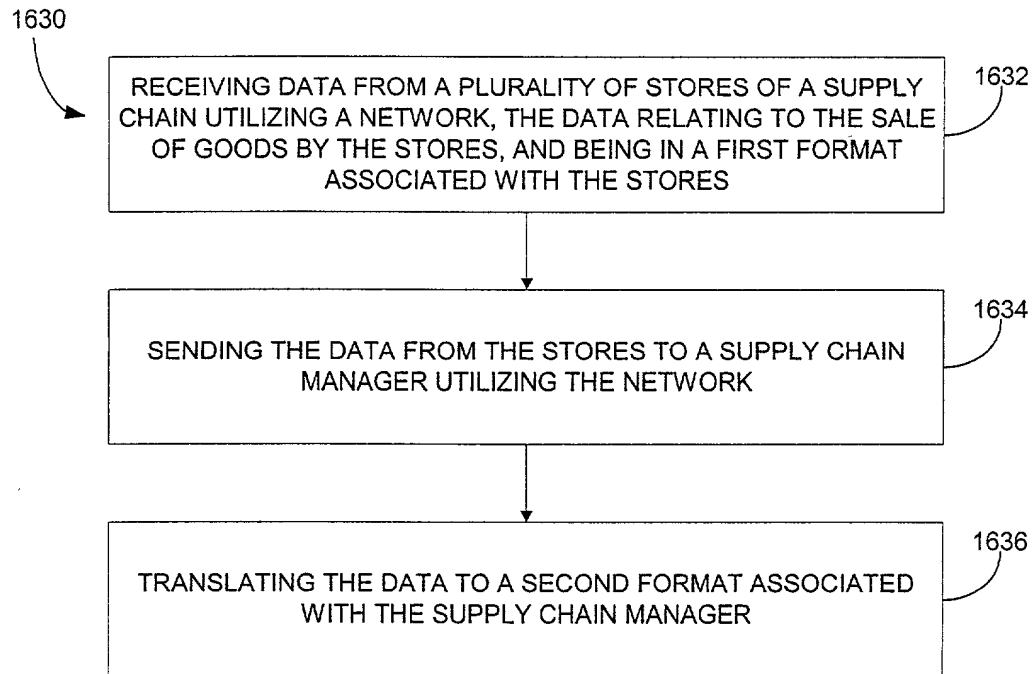 1630
RECEIVING DATA FROM A PLURALITY OF STORES OF A SUPPLY
CHAIN UTILIZING A NETWORK, THE DATA RELATING TO THE SALE
OF GOODS BY THE STORES, AND BEING IN A FIRST FORMAT
ASSOCIATED WITH THE STORES
1632
SENDING THE DATA FROM THE STORES TO A SUPPLY CHAIN
MANAGER UTILIZING THE NETWORK
1634
TRANSLATING THE DATA TO A SECOND FORMAT ASSOCIATED
WITH THE SUPPLY CHAIN MANAGER
1636